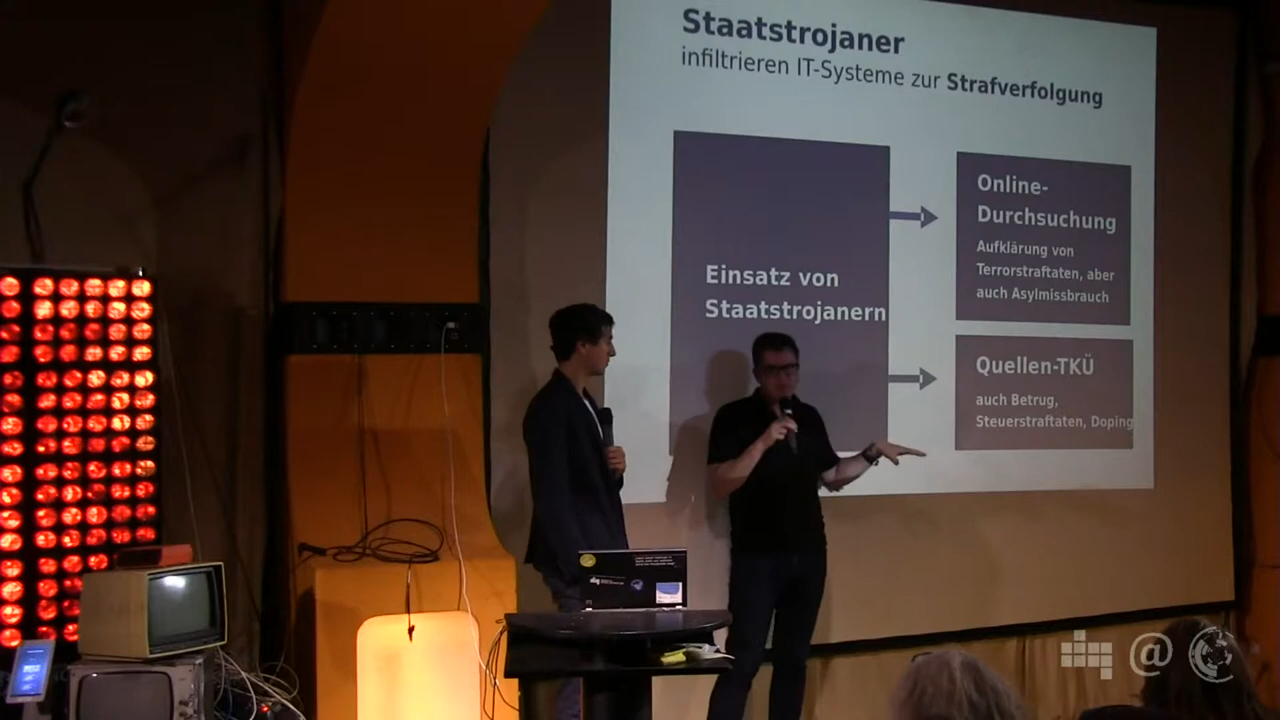 Staatstrojaner
infiltrieren IT-Systeme zur Strafverfolgung
Einsatz von
Staatstrojanern
Online-
Durchsuchung
Aufklärung von
Terrorstraftaten, aber
auch Asylmissbrauch
Quellen-TKÜ
auch Betrug,
Steuerstraftaten, Doping
@